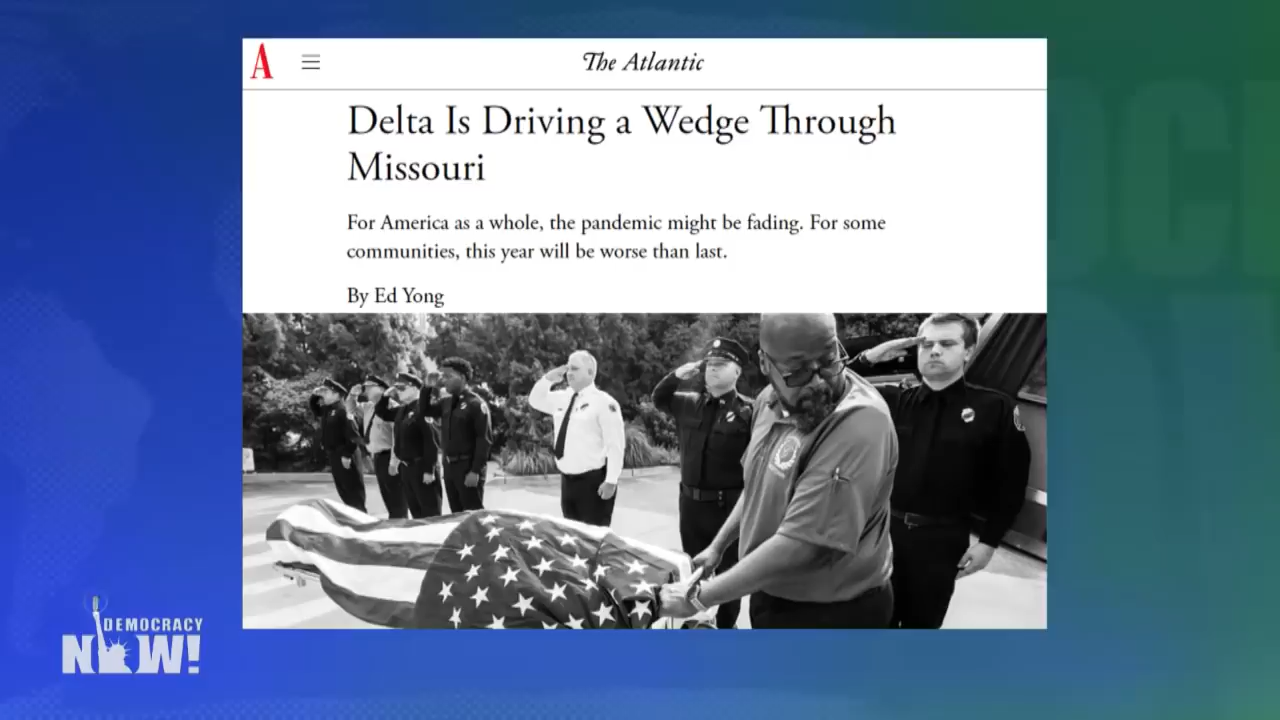 A
The Atlantic
Delta Is Driving a Wedge Through
Missouri
For America as a whole, the pandemic might be fading. For some
communities, this year will be worse than last.
By Ed Yong
DEMOCRACY
NOW!